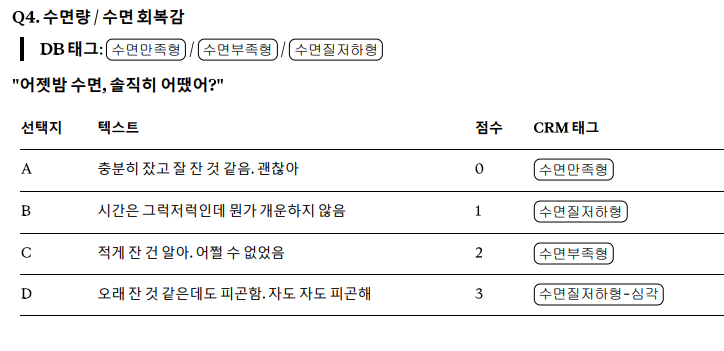 Q4. 수면량 / 수면 회복감
DB 태그: 수면만족형 / 수면부족형 / 수면질저하형
"어젯밤 수면, 솔직히 어땠어?"
선택지 텍스트 점수 CRM 태그
A 충분히 잤고 잘 잔 것 같음. 괜찮아 0 수면만족형
B 시간은 그럭저럭인데 뭔가 개운하지 않음 1 수면질저하형
C 적게 잔 건 알아. 어쩔 수 없었음 2 수면부족형
D 오래 잔 것 같은데도 피곤함. 자도 자도 피곤해 3 수면질저하형-심각